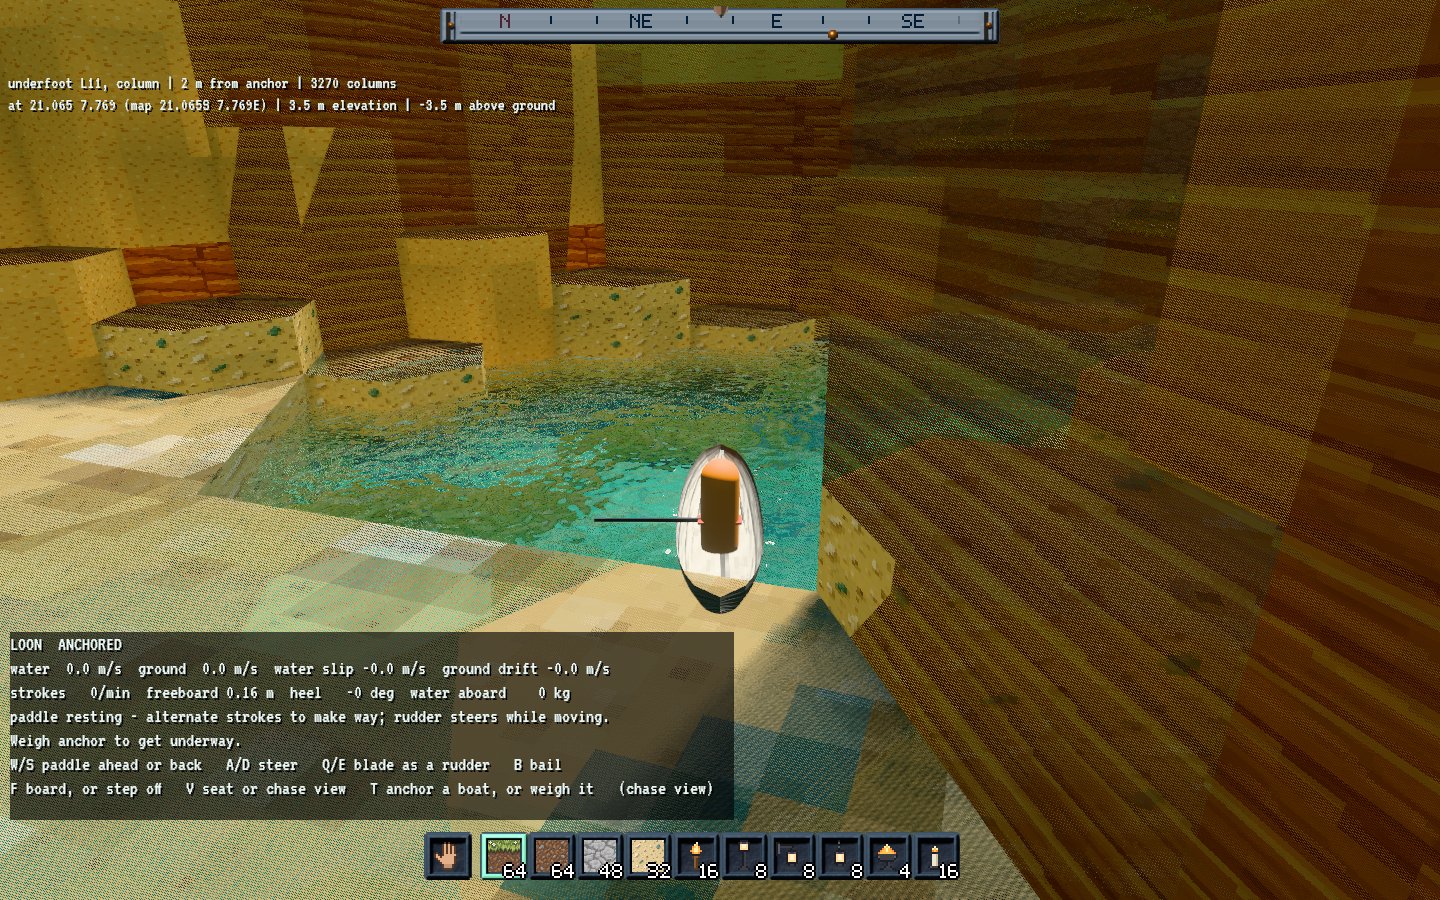 N NE E SE
underfoot L11, column | 2 m from anchor | 3270 columns
at 21.065 7.769 (map 21.065S 7.769E) | 3.5 m elevation | -3.5 m above ground
LOON ANCHORED
water 0.0 m/s ground 0.0 m/s water slip -0.0 m/s ground drift -0.0 m/s
strokes 0/min freeboard 0.16 m heel -0 deg water aboard 0 kg
paddle resting - alternate strokes to make way; rudder steers while moving.
Weigh anchor to get underway.
W/S paddle ahead or back A/D steer Q/E blade as a rudder B bail
F board, or step off V seat or chase view T anchor a boat, or weigh it (chase view)
64 64 48 32 16 8 8 8 4 16